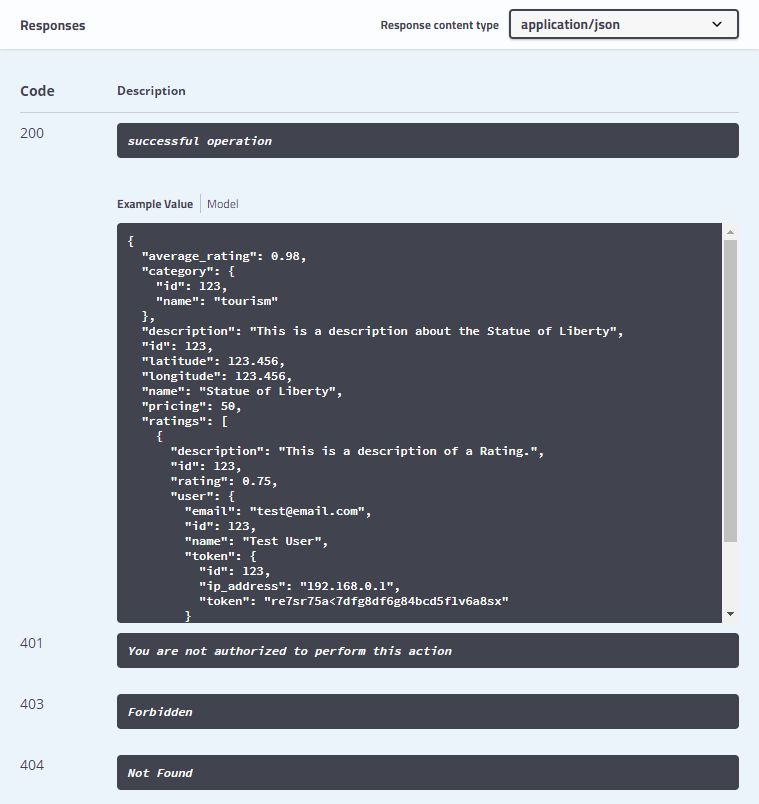 Responses
Response content type application/json
Code Description
200 successful operation
Example Value Model
{
  "average_rating": 0.98,
  "category": {
    "id": 123,
    "name": "tourism"
  },
  "description": "This is a description about the Statue of Liberty",
  "id": 123,
  "latitude": 123.456,
  "longitude": 123.456,
  "name": "Statue of Liberty",
  "pricing": 50,
  "ratings": [
    {
      "description": "This is a description of a Rating.",
      "id": 123,
      "rating": 0.75,
      "user": {
        "email": "test@email.com",
        "id": 123,
        "name": "Test User",
        "token": {
          "id": 123,
          "ip_address": "192.168.0.1",
          "token": "re7sr75a<7dfg8df6g84bcd5f1v6a8sx"
        }
401 You are not authorized to perform this action
403 Forbidden
404 Not Found